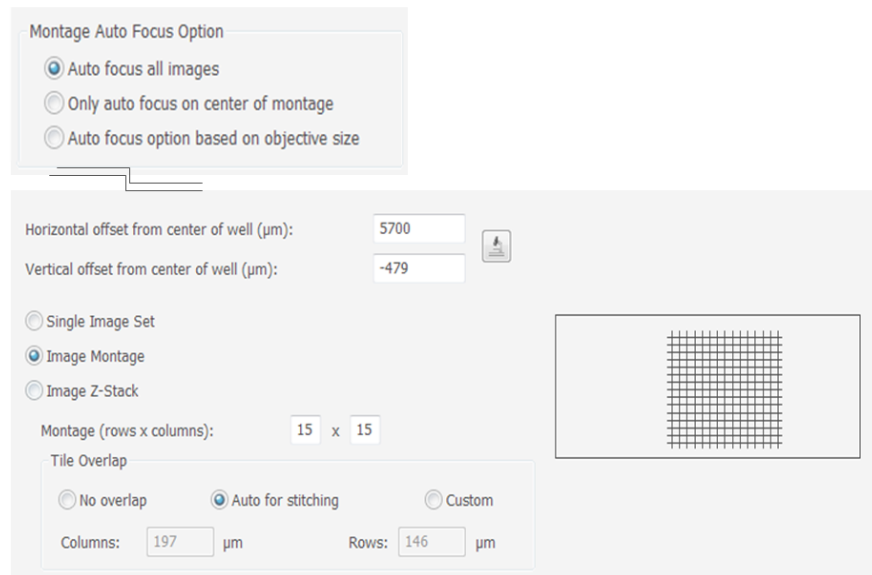 Montage Auto Focus Option
Auto focus all images
Only auto focus on center of montage
Auto focus option based on objective size
Horizontal offset from center of well (µm): 5700
Vertical offset from center of well (µm): -479
Single Image Set
Image Montage
Image Z-Stack
Montage (rows x columns): 15 x 15
Tile Overlap
No overlap Auto for stitching Custom
Columns: 197 µm Rows: 146 µm